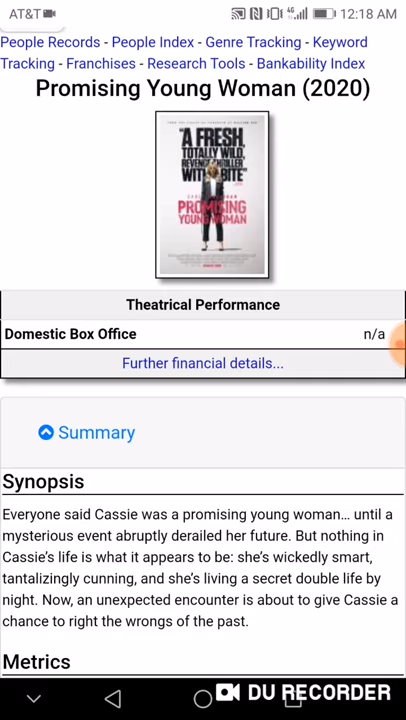 AT&T
4G
12:18 AM
People Records - People Index - Genre Tracking - Keyword
Tracking - Franchises - Research Tools - Bankability Index
Promising Young Woman (2020)
"A FRESH,
TOTALLY WILD,
REVENGE THRILLER
WITH BITE"
PROMISING
YOUNG WOMAN
Theatrical Performance
Domestic Box Office n/a
Further financial details...
Summary
Synopsis
Everyone said Cassie was a promising young woman... until a
mysterious event abruptly derailed her future. But nothing in
Cassie's life is what it appears to be: she's wickedly smart,
tantalizingly cunning, and she's living a secret double life by
night. Now, an unexpected encounter is about to give Cassie a
chance to right the wrongs of the past.
Metrics
DU RECORDER